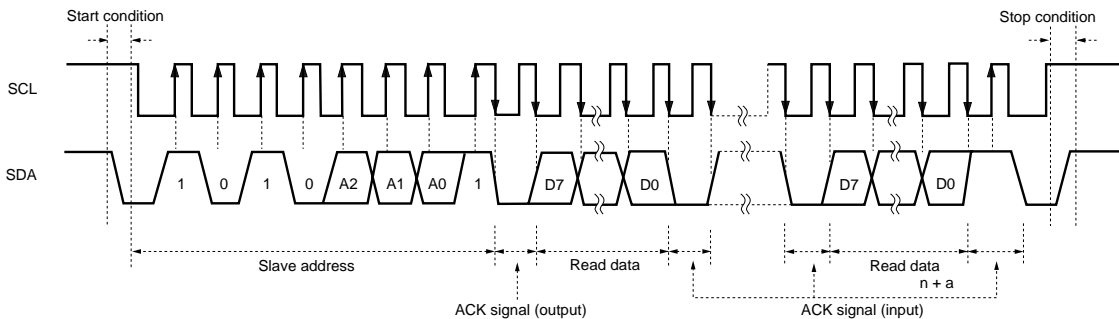 Start condition
Stop condition
SCL
SDA
1 0 1 0 A2 A1 A0 1 D7 D0 D7 D0
Slave address
Read data
Read data
n + a
ACK signal (output)
ACK signal (input)